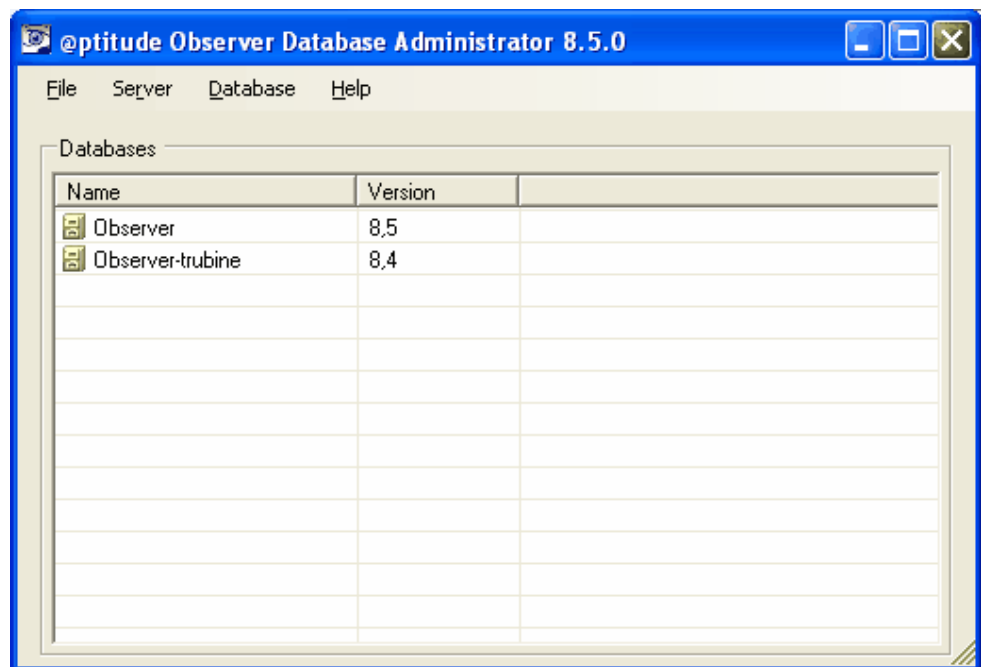 @ptitude Observer Database Administrator 8.5.0
File Server Database Help
Databases
Name Version
Observer 8,5
Observer-trubine 8,4